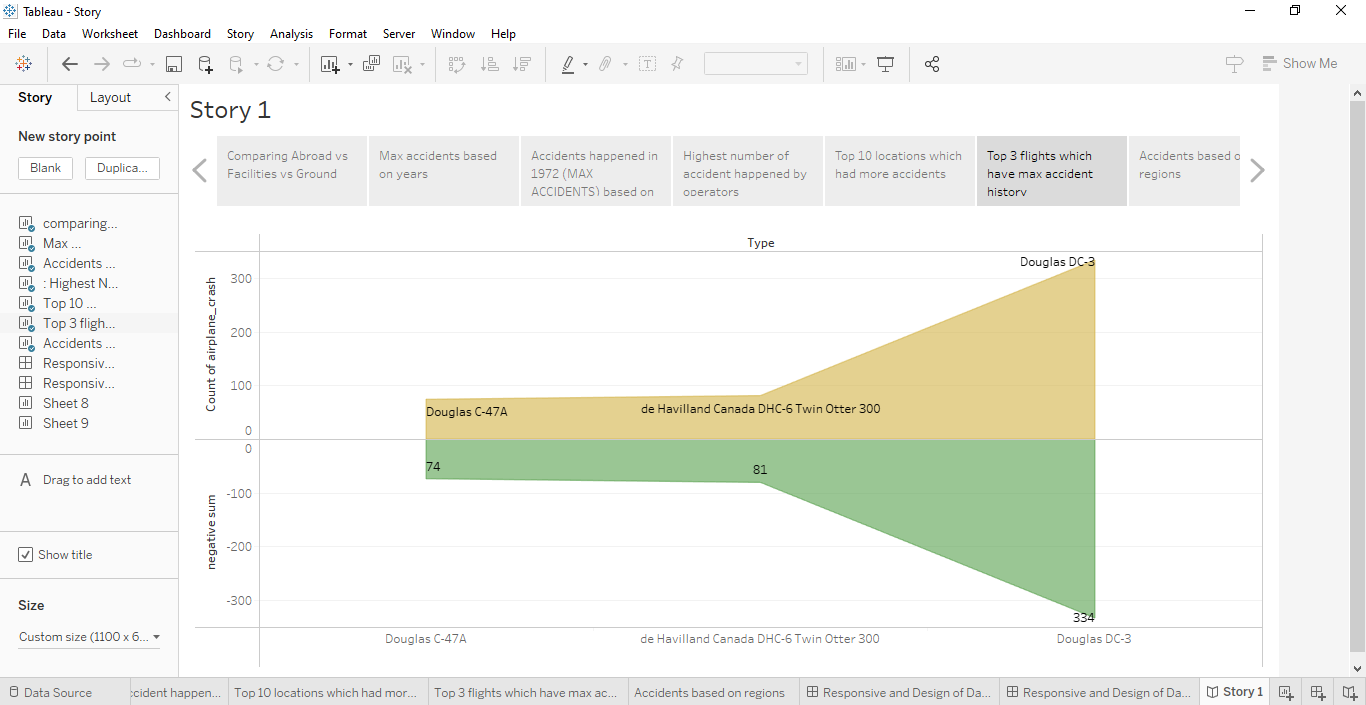 Tableau - Story
File Data Worksheet Dashboard Story Analysis Format Server Window Help
Show Me
Story Layout
New story point
Blank Duplica...
comparing...
Max ...
Accidents ...
: Highest N...
Top 10 ...
Top 3 fligh...
Accidents ...
Responsiv...
Responsiv...
Sheet 8
Sheet 9
A Drag to add text
Show title
Size
Custom size (1100 x 6...
Story 1
Comparing Abroad vs
Facilities vs Ground
Max accidents based
on years
Accidents happened in
1972 (MAX
ACCIDENTS) based on
Highest number of
accident happened by
operators
Top 10 locations which
had more accidents
Top 3 flights which
have max accident
history
Accidents based o
regions
Type
Count of airplane_crash
300
200
100
0
Douglas C-47A
de Havilland Canada DHC-6 Twin Otter 300
Douglas DC-3
negative sum
0
-100
-200
-300
74
81
334
Douglas C-47A de Havilland Canada DHC-6 Twin Otter 300 Douglas DC-3
Data Source ccident happen... Top 10 locations which had mor... Top 3 flights which have max ac... Accidents based on regions Responsive and Design of Da... Responsive and Design of Da... Story 1